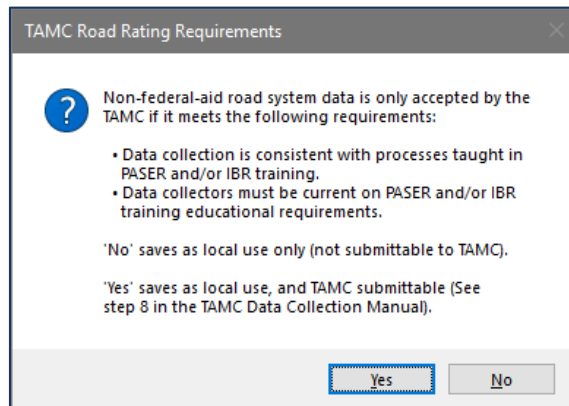 TAMC Road Rating Requirements
?
Non-federal-aid road system data is only accepted by the
TAMC if it meets the following requirements:
• Data collection is consistent with processes taught in
PASER and/or IBR training.
• Data collectors must be current on PASER and/or IBR
training educational requirements.
'No' saves as local use only (not submittable to TAMC).
'Yes' saves as local use, and TAMC submittable (See
step 8 in the TAMC Data Collection Manual).
Yes
No